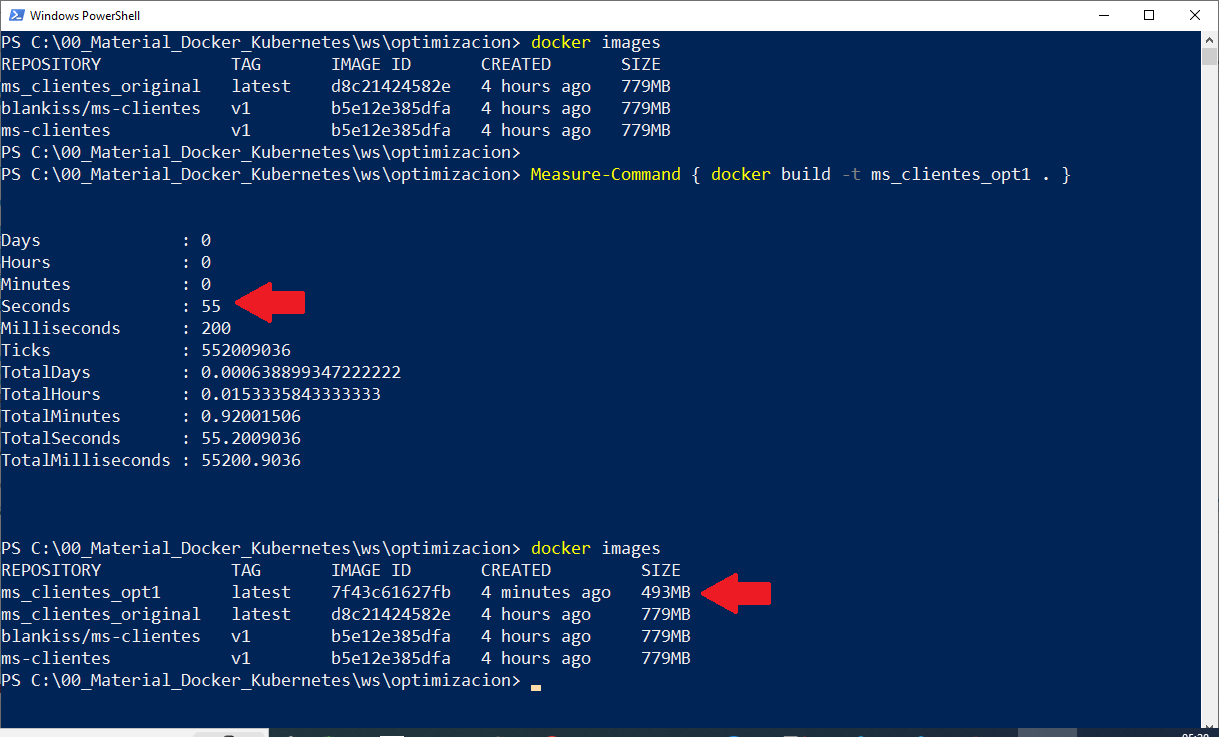 Windows PowerShell
PS C:\00_Material_Docker_Kubernetes\ws\optimizacion> docker images
REPOSITORY TAG IMAGE ID CREATED SIZE
ms_clientes_original latest d8c21424582e 4 hours ago 779MB
blankiss/ms-clientes v1 b5e12e385dfa 4 hours ago 779MB
ms-clientes v1 b5e12e385dfa 4 hours ago 779MB
PS C:\00_Material_Docker_Kubernetes\ws\optimizacion>
PS C:\00_Material_Docker_Kubernetes\ws\optimizacion> Measure-Command { docker build -t ms_clientes_opt1 . }
Days : 0
Hours : 0
Minutes : 0
Seconds : 55
Milliseconds : 200
Ticks : 552009036
TotalDays : 0.000638899347222222
TotalHours : 0.0153335843333333
TotalMinutes : 0.92001506
TotalSeconds : 55.2009036
TotalMilliseconds : 55200.9036
PS C:\00_Material_Docker_Kubernetes\ws\optimizacion> docker images
REPOSITORY TAG IMAGE ID CREATED SIZE
ms_clientes_opt1 latest 7f43c61627fb 4 minutes ago 493MB
ms_clientes_original latest d8c21424582e 4 hours ago 779MB
blankiss/ms-clientes v1 b5e12e385dfa 4 hours ago 779MB
ms-clientes v1 b5e12e385dfa 4 hours ago 779MB
PS C:\00_Material_Docker_Kubernetes\ws\optimizacion>